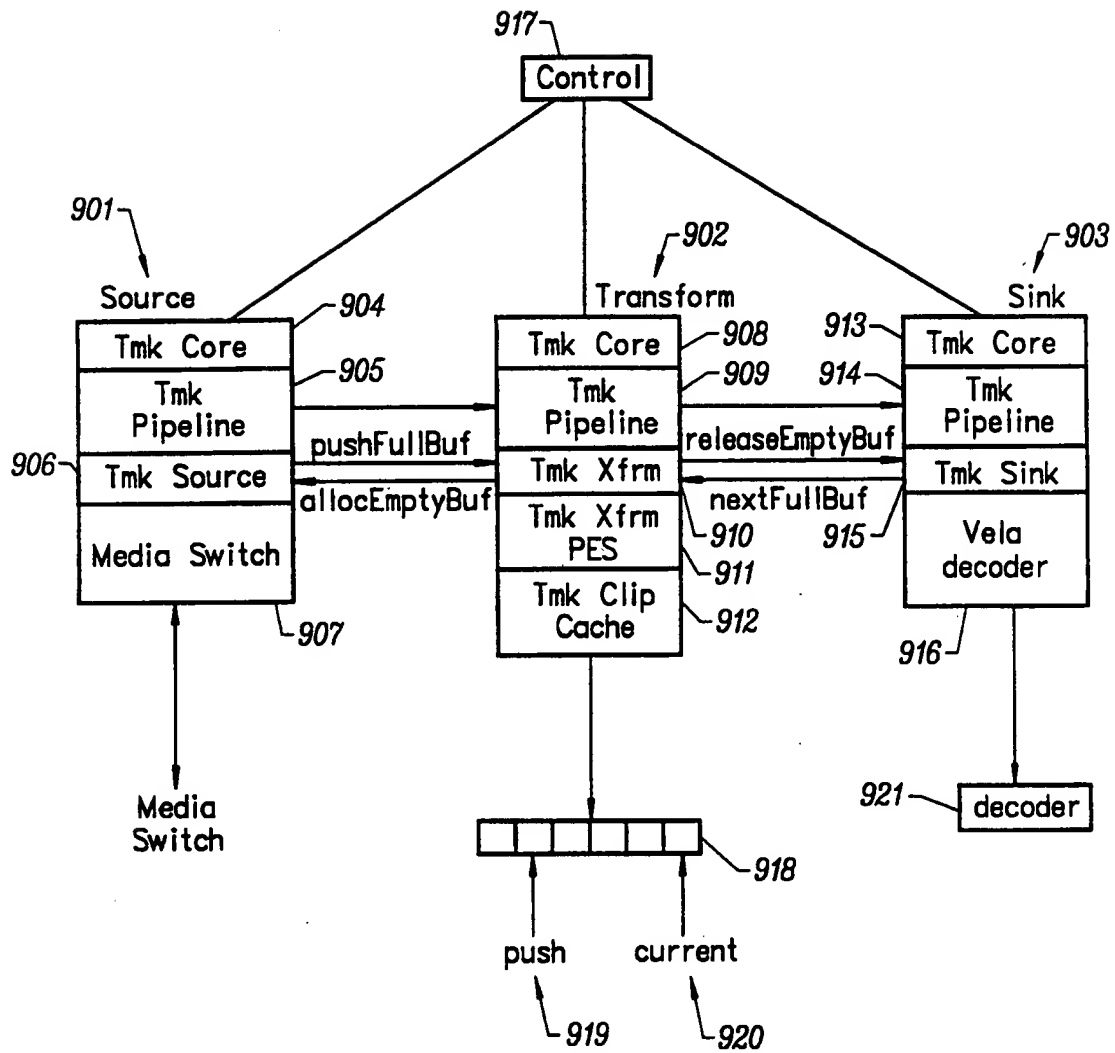 917
Control
901
902
903
Source
904
Transform
908
913
Sink
Tmk Core
Tmk Core
Tmk Core
905
909
914
Tmk
Pipeline
Tmk
Pipeline
Tmk
Pipeline
pushFullBuf
releaseEmptyBuf
906
Tmk Source
Tmk Xfrm
Tmk Sink
allocEmptyBuf
nextFullBuf
910
915
Media Switch
Tmk Xfrm
PES
Vela
decoder
911
907
Tmk Clip
Cache
912
916
Media
Switch
921
decoder
918
push
current
919
920